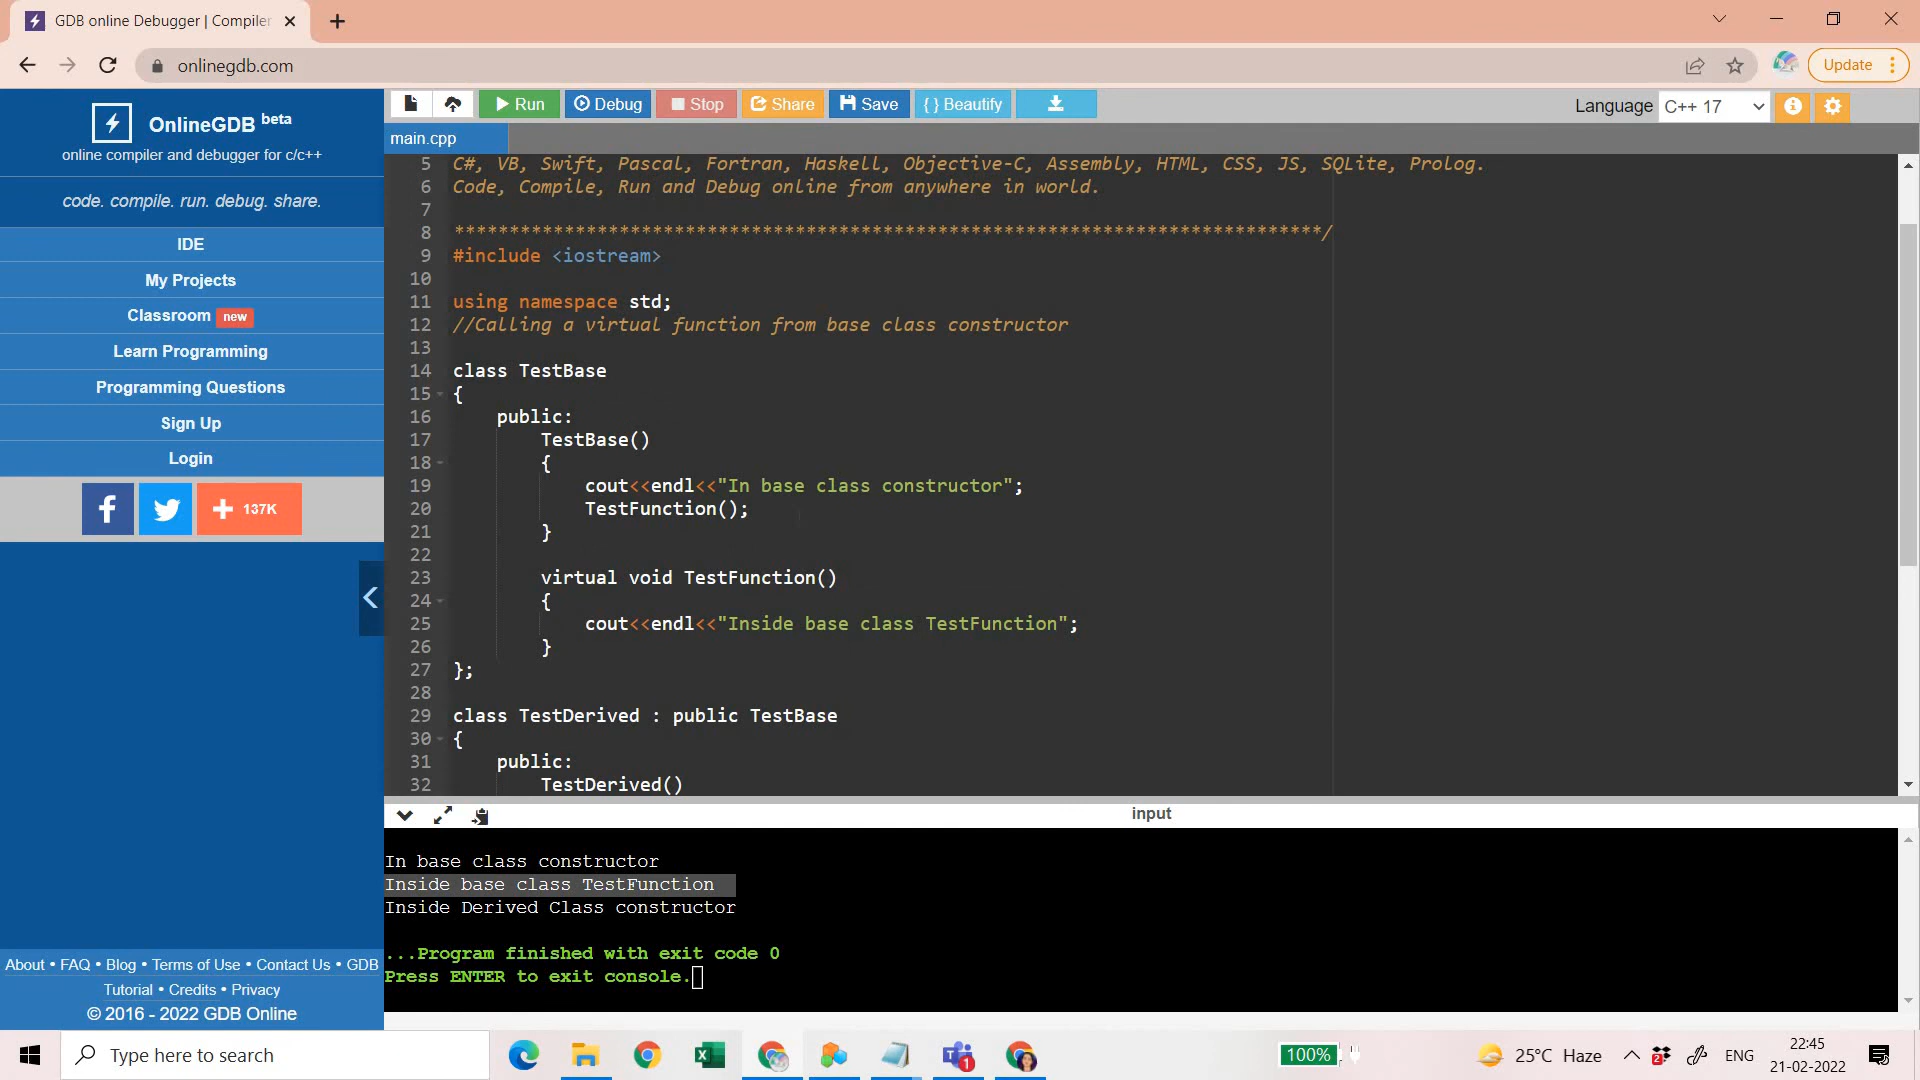 GDB online Debugger | Compiler
onlinegdb.com
Update
OnlineGDB beta
online compiler and debugger for c/c++
code. compile. run. debug. share.
IDE
My Projects
Classroom new
Learn Programming
Programming Questions
Sign Up
Login
137K
About • FAQ • Blog • Terms of Use • Contact Us • GDB
Tutorial • Credits • Privacy
© 2016 - 2022 GDB Online
Run Debug Stop Share Save { } Beautify
Language C++ 17
main.cpp
5 C#, VB, Swift, Pascal, Fortran, Haskell, Objective-C, Assembly, HTML, CSS, JS, SQLite, Prolog.
6 Code, Compile, Run and Debug online from anywhere in world.
7
8 *******************************************************************************/
9 #include <iostream>
10
11 using namespace std;
12 //Calling a virtual function from base class constructor
13
14 class TestBase
15 {
16 public:
17 TestBase()
18 {
19 cout<<endl<<"In base class constructor";
20 TestFunction();
21 }
22
23 virtual void TestFunction()
24 {
25 cout<<endl<<"Inside base class TestFunction";
26 }
27 };
28
29 class TestDerived : public TestBase
30 {
31 public:
32 TestDerived()
input
In base class constructor
Inside base class TestFunction
Inside Derived Class constructor
...Program finished with exit code 0
Press ENTER to exit console.
Type here to search
100%
25°C Haze
ENG
22:45
21-02-2022